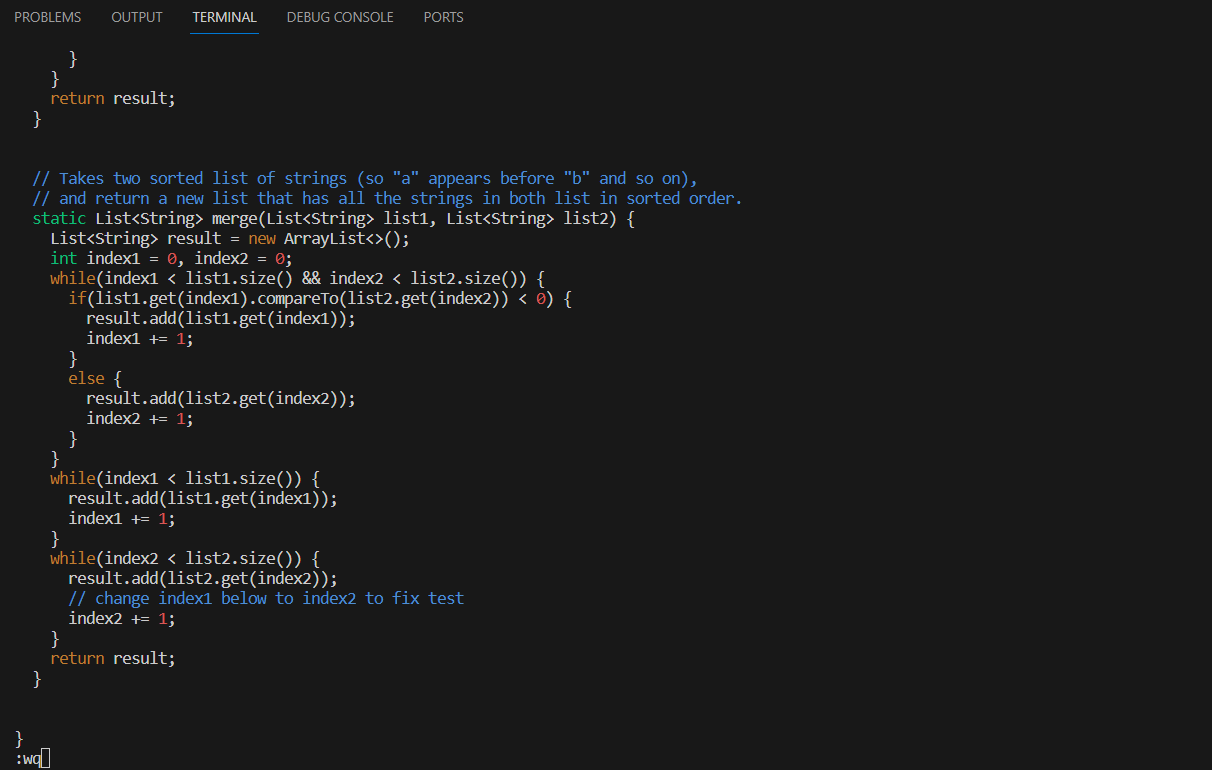 PROBLEMS OUTPUT TERMINAL DEBUG CONSOLE PORTS
      }
    }
    return result;
  }
  // Takes two sorted list of strings (so "a" appears before "b" and so on),
  // and return a new list that has all the strings in both list in sorted order.
  static List<String> merge(List<String> list1, List<String> list2) {
    List<String> result = new ArrayList<>();
    int index1 = 0, index2 = 0;
    while(index1 < list1.size() && index2 < list2.size()) {
      if(list1.get(index1).compareTo(list2.get(index2)) < 0) {
        result.add(list1.get(index1));
        index1 += 1;
      }
      else {
        result.add(list2.get(index2));
        index2 += 1;
      }
    }
    while(index1 < list1.size()) {
      result.add(list1.get(index1));
      index1 += 1;
    }
    while(index2 < list2.size()) {
      result.add(list2.get(index2));
      // change index1 below to index2 to fix test
      index2 += 1;
    }
    return result;
  }
}
:wq